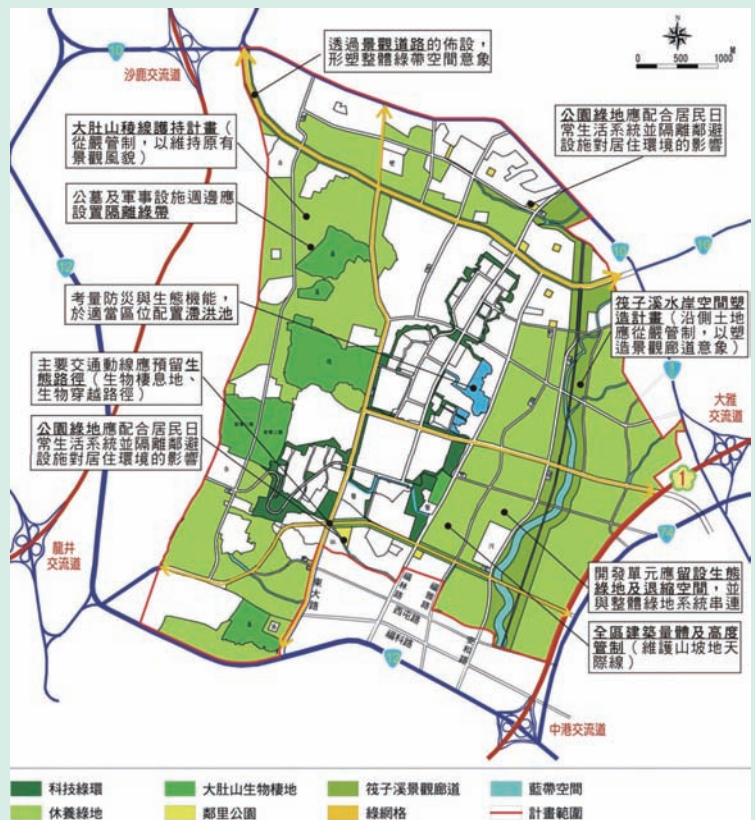 透過景觀道路的佈設，
形塑整體綠帶空間意象
0 500 1000 M
沙鹿交流道
10
大肚山稜線護持計畫（
從嚴管制，以維持原有
景觀風貌）
公園綠地應配合居民日
常生活系統並隔離鄰避
設施對居住環境的影響
公墓及軍事設施週邊應
設置隔離綠帶
10
10
12
考量防災與生態機能，
於適當區位配置滯洪池
筏子溪水岸空間塑
造計畫（沿側土地
應從嚴管制，以塑
造景觀廊道意象）
主要交通動線應預留生
態路徑（生物棲息地、
生物穿越路徑）
大雅
交流道
公園綠地應配合居民日
常生活系統並隔離鄰避
設施對居住環境的影響
1
74
龍井
交流道
東大路
福林路
福雅路
西屯路
福科路
安和路
12
開發單元應留設生態
綠地及退縮空間，並
與整體綠地系統串連
全區建築量體及高度
管制（維護山坡地天
際線）
中港交流道
科技綠環
大肚山生物棲地
筏子溪景觀廊道
藍帶空間
休養綠地
鄰里公園
綠網格
計畫範圍